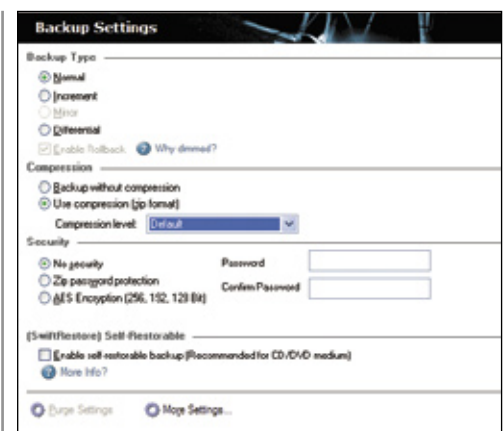 Backup Settings
Backup Type
Normal
Increment
Mirror
Differential
Enable Rollback Why dimmed?
Compression
Backup without compression
Use compression (zip format)
Compression level: Default
Security
No security
Password
Zip password protection
Confirm Password
AES Encryption (256, 192, 128 Bit)
(SwiftRestore) Self-Restorable
Enable self-restorable backup (Recommended for CD/DVD medium)
More Info?
Purge Settings More Settings...